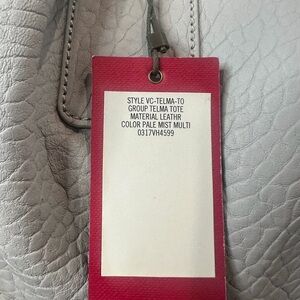 STYLE VC-TELMA-TO
GROUP TELMA TOTE
MATERIAL LEATHR
COLOR PALE MIST MULTI
0317VH4599